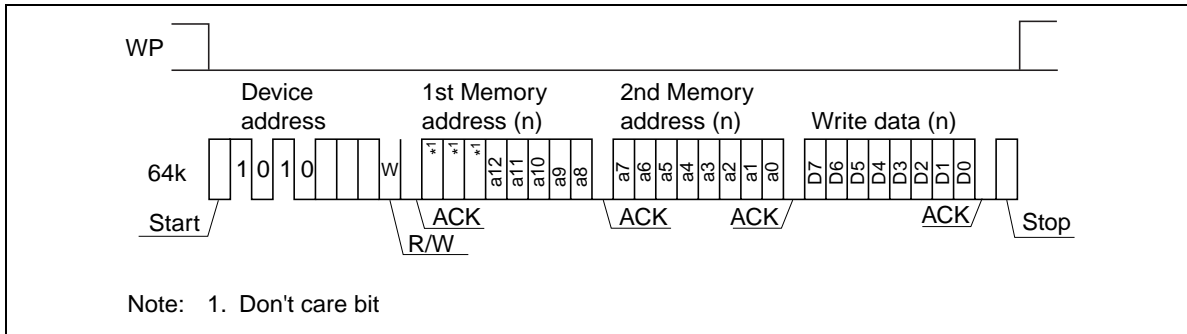 WP
Device 1st Memory 2nd Memory
address address (n) address (n) Write data (n)
64k 1 0 1 0 W *1 *1 *1 a12 a11 a10 a9 a8 a7 a6 a5 a4 a3 a2 a1 a0 D7 D6 D5 D4 D3 D2 D1 D0
Start ACK ACK ACK ACK Stop
R/W
Note: 1. Don't care bit